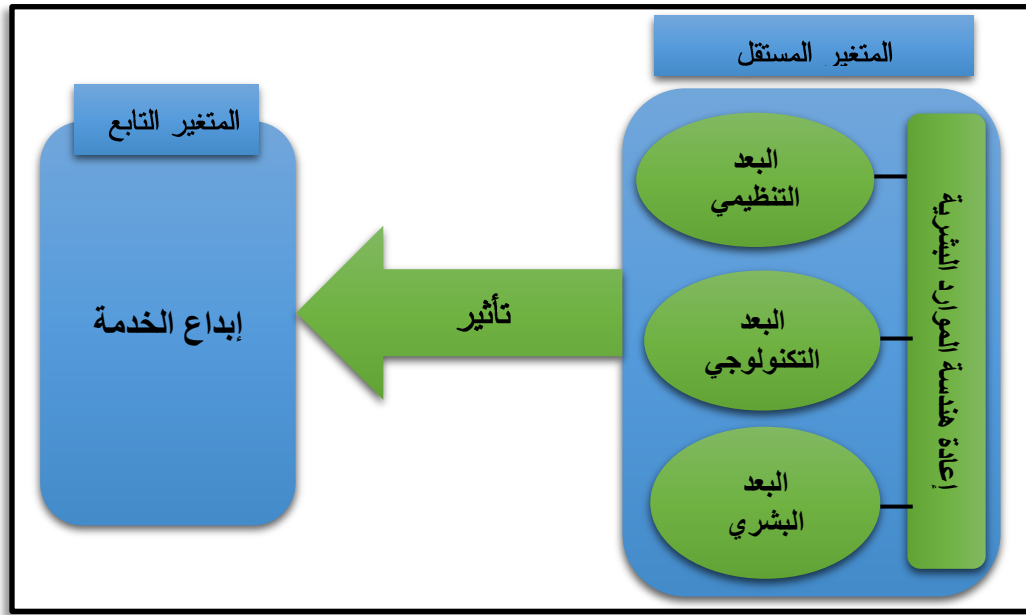 المتغير المستقل
إعادة هندسة الموارد البشرية
البعد
التنظيمي
البعد
التكنولوجي
البعد
البشري
تأثير
المتغير التابع
إبداع الخدمة